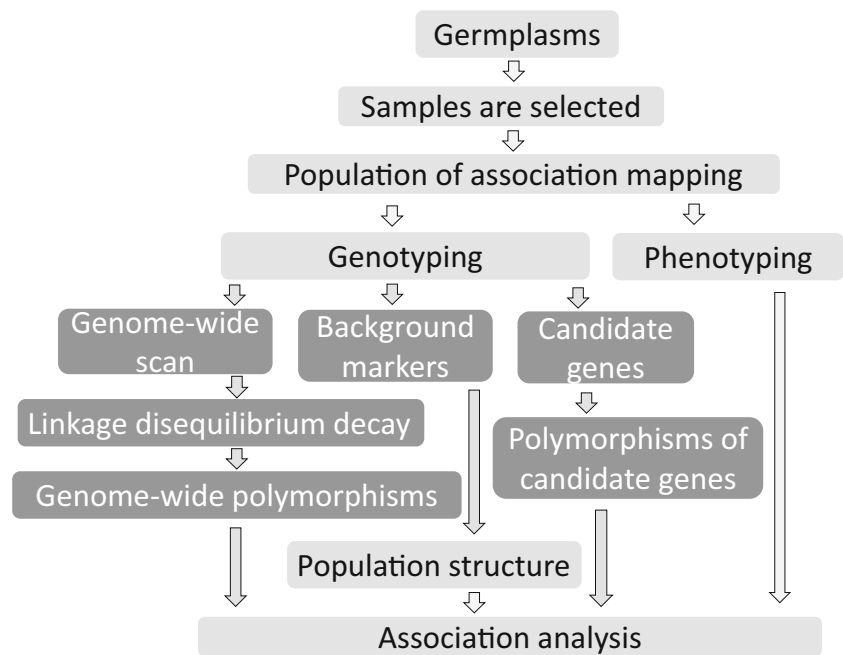 Germplasms
Samples are selected
Population of association mapping
Genotyping
Phenotyping
Genome-wide
scan
Background
markers
Candidate
genes
Linkage disequilibrium decay
Polymorphisms of
candidate genes
Genome-wide polymorphisms
Population structure
Association analysis